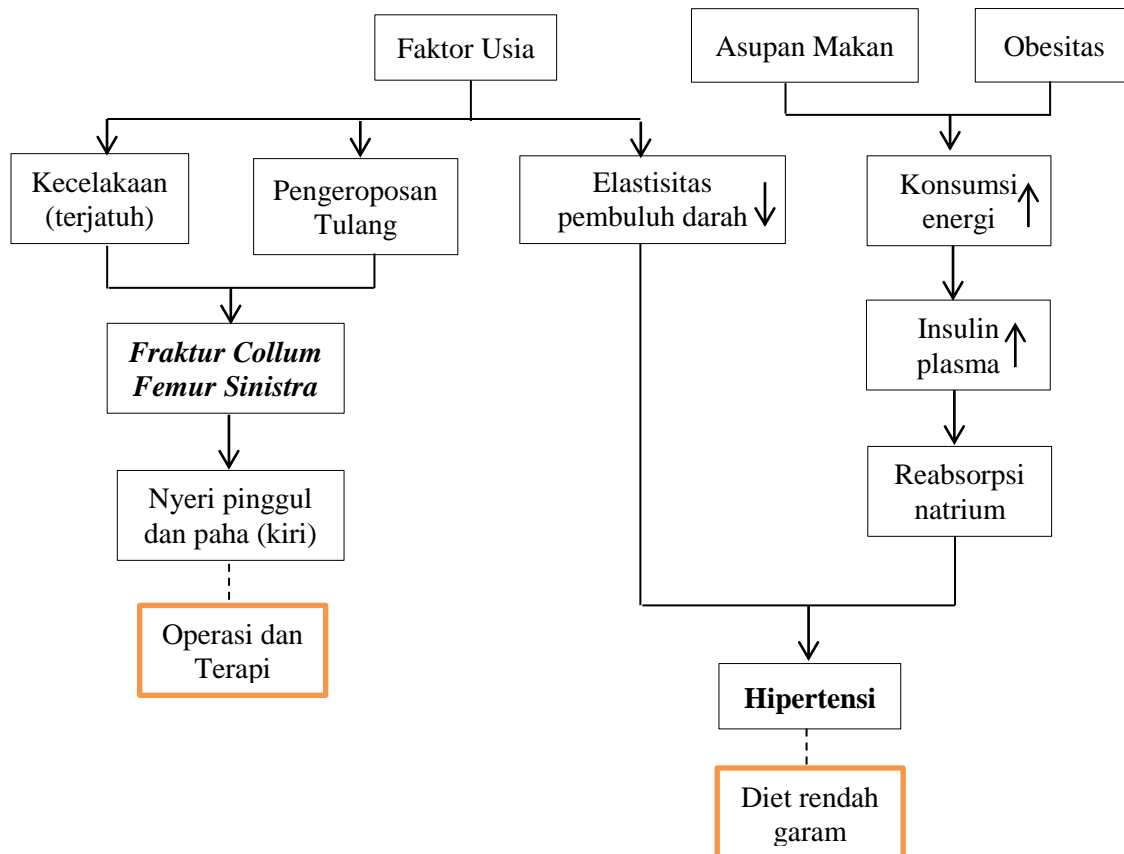 Faktor Usia
Asupan Makan
Obesitas
Kecelakaan
(terjatuh)
Pengeroposan
Tulang
Elastisitas
pembuluh darah
Konsumsi
energi
Insulin
plasma
Fraktur Collum
Femur Sinistra
Reabsorpsi
natrium
Nyeri pinggul
dan paha (kiri)
Operasi dan
Terapi
Hipertensi
Diet rendah
garam